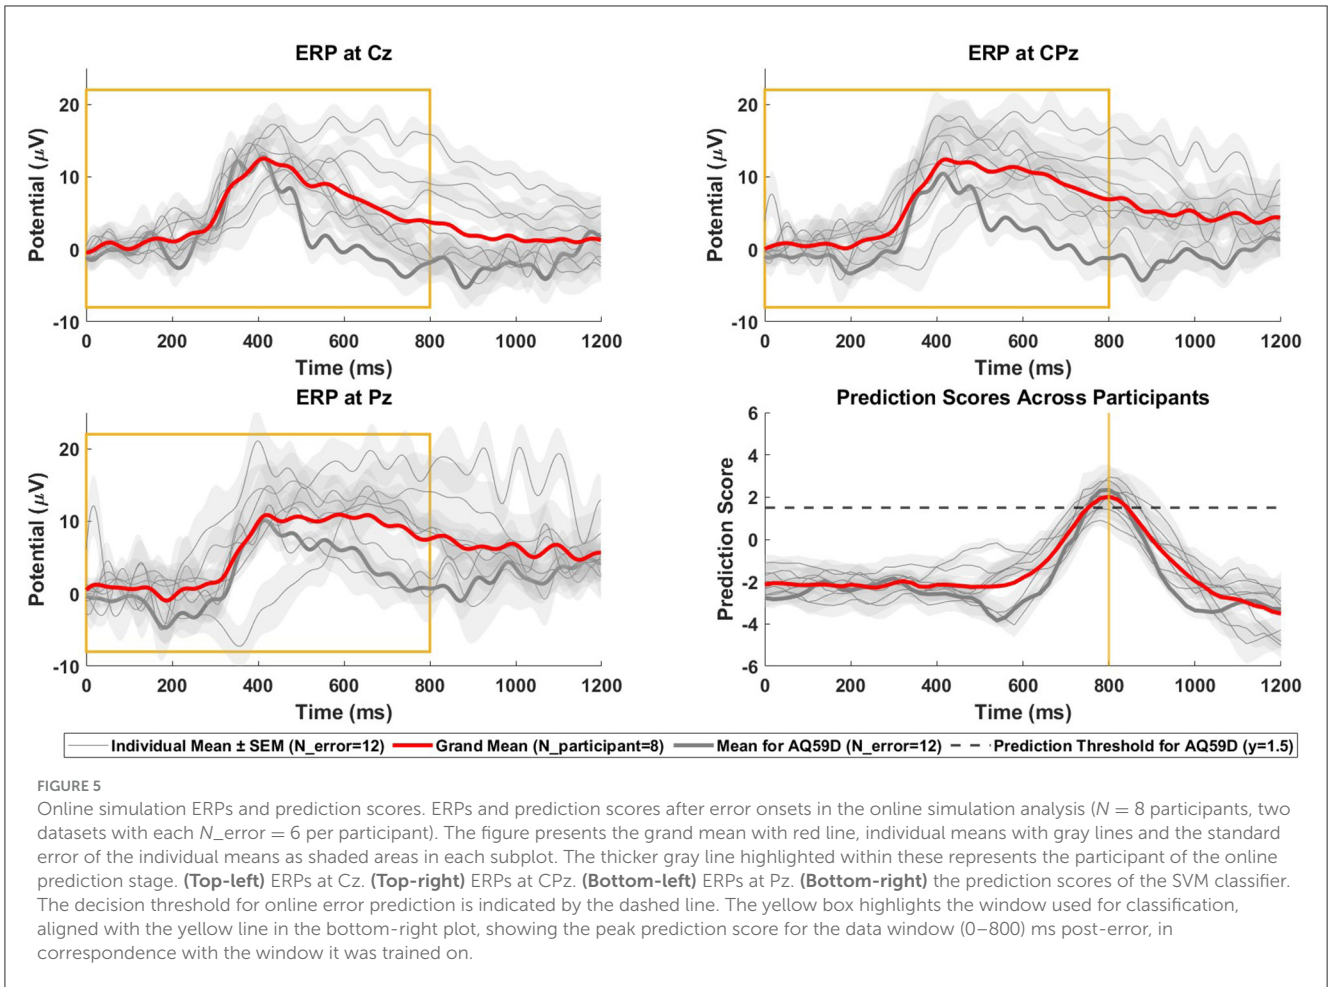 ERP at Cz
20
10
0
-10
Potential (µV)
0 200 400 600 800 1000 1200
Time (ms)
ERP at CPz
20
10
0
-10
Potential (µV)
0 200 400 600 800 1000 1200
Time (ms)
ERP at Pz
20
10
0
-10
Potential (µV)
0 200 400 600 800 1000 1200
Time (ms)
Prediction Scores Across Participants
6
4
2
0
-2
-4
-6
Prediction Score
0 200 400 600 800 1000 1200
Time (ms)
Individual Mean ± SEM (N_error=12) Grand Mean (N_participant=8) Mean for AQ59D (N_error=12) Prediction Threshold for AQ59D (y=1.5)
FIGURE 5
Online simulation ERPs and prediction scores. ERPs and prediction scores after error onsets in the online simulation analysis (N = 8 participants, two
datasets with each N_error = 6 per participant). The figure presents the grand mean with red line, individual means with gray lines and the standard
error of the individual means as shaded areas in each subplot. The thicker gray line highlighted within these represents the participant of the online
prediction stage. (Top-left) ERPs at Cz. (Top-right) ERPs at CPz. (Bottom-left) ERPs at Pz. (Bottom-right) the prediction scores of the SVM classifier.
The decision threshold for online error prediction is indicated by the dashed line. The yellow box highlights the window used for classification,
aligned with the yellow line in the bottom-right plot, showing the peak prediction score for the data window (0–800) ms post-error, in
correspondence with the window it was trained on.